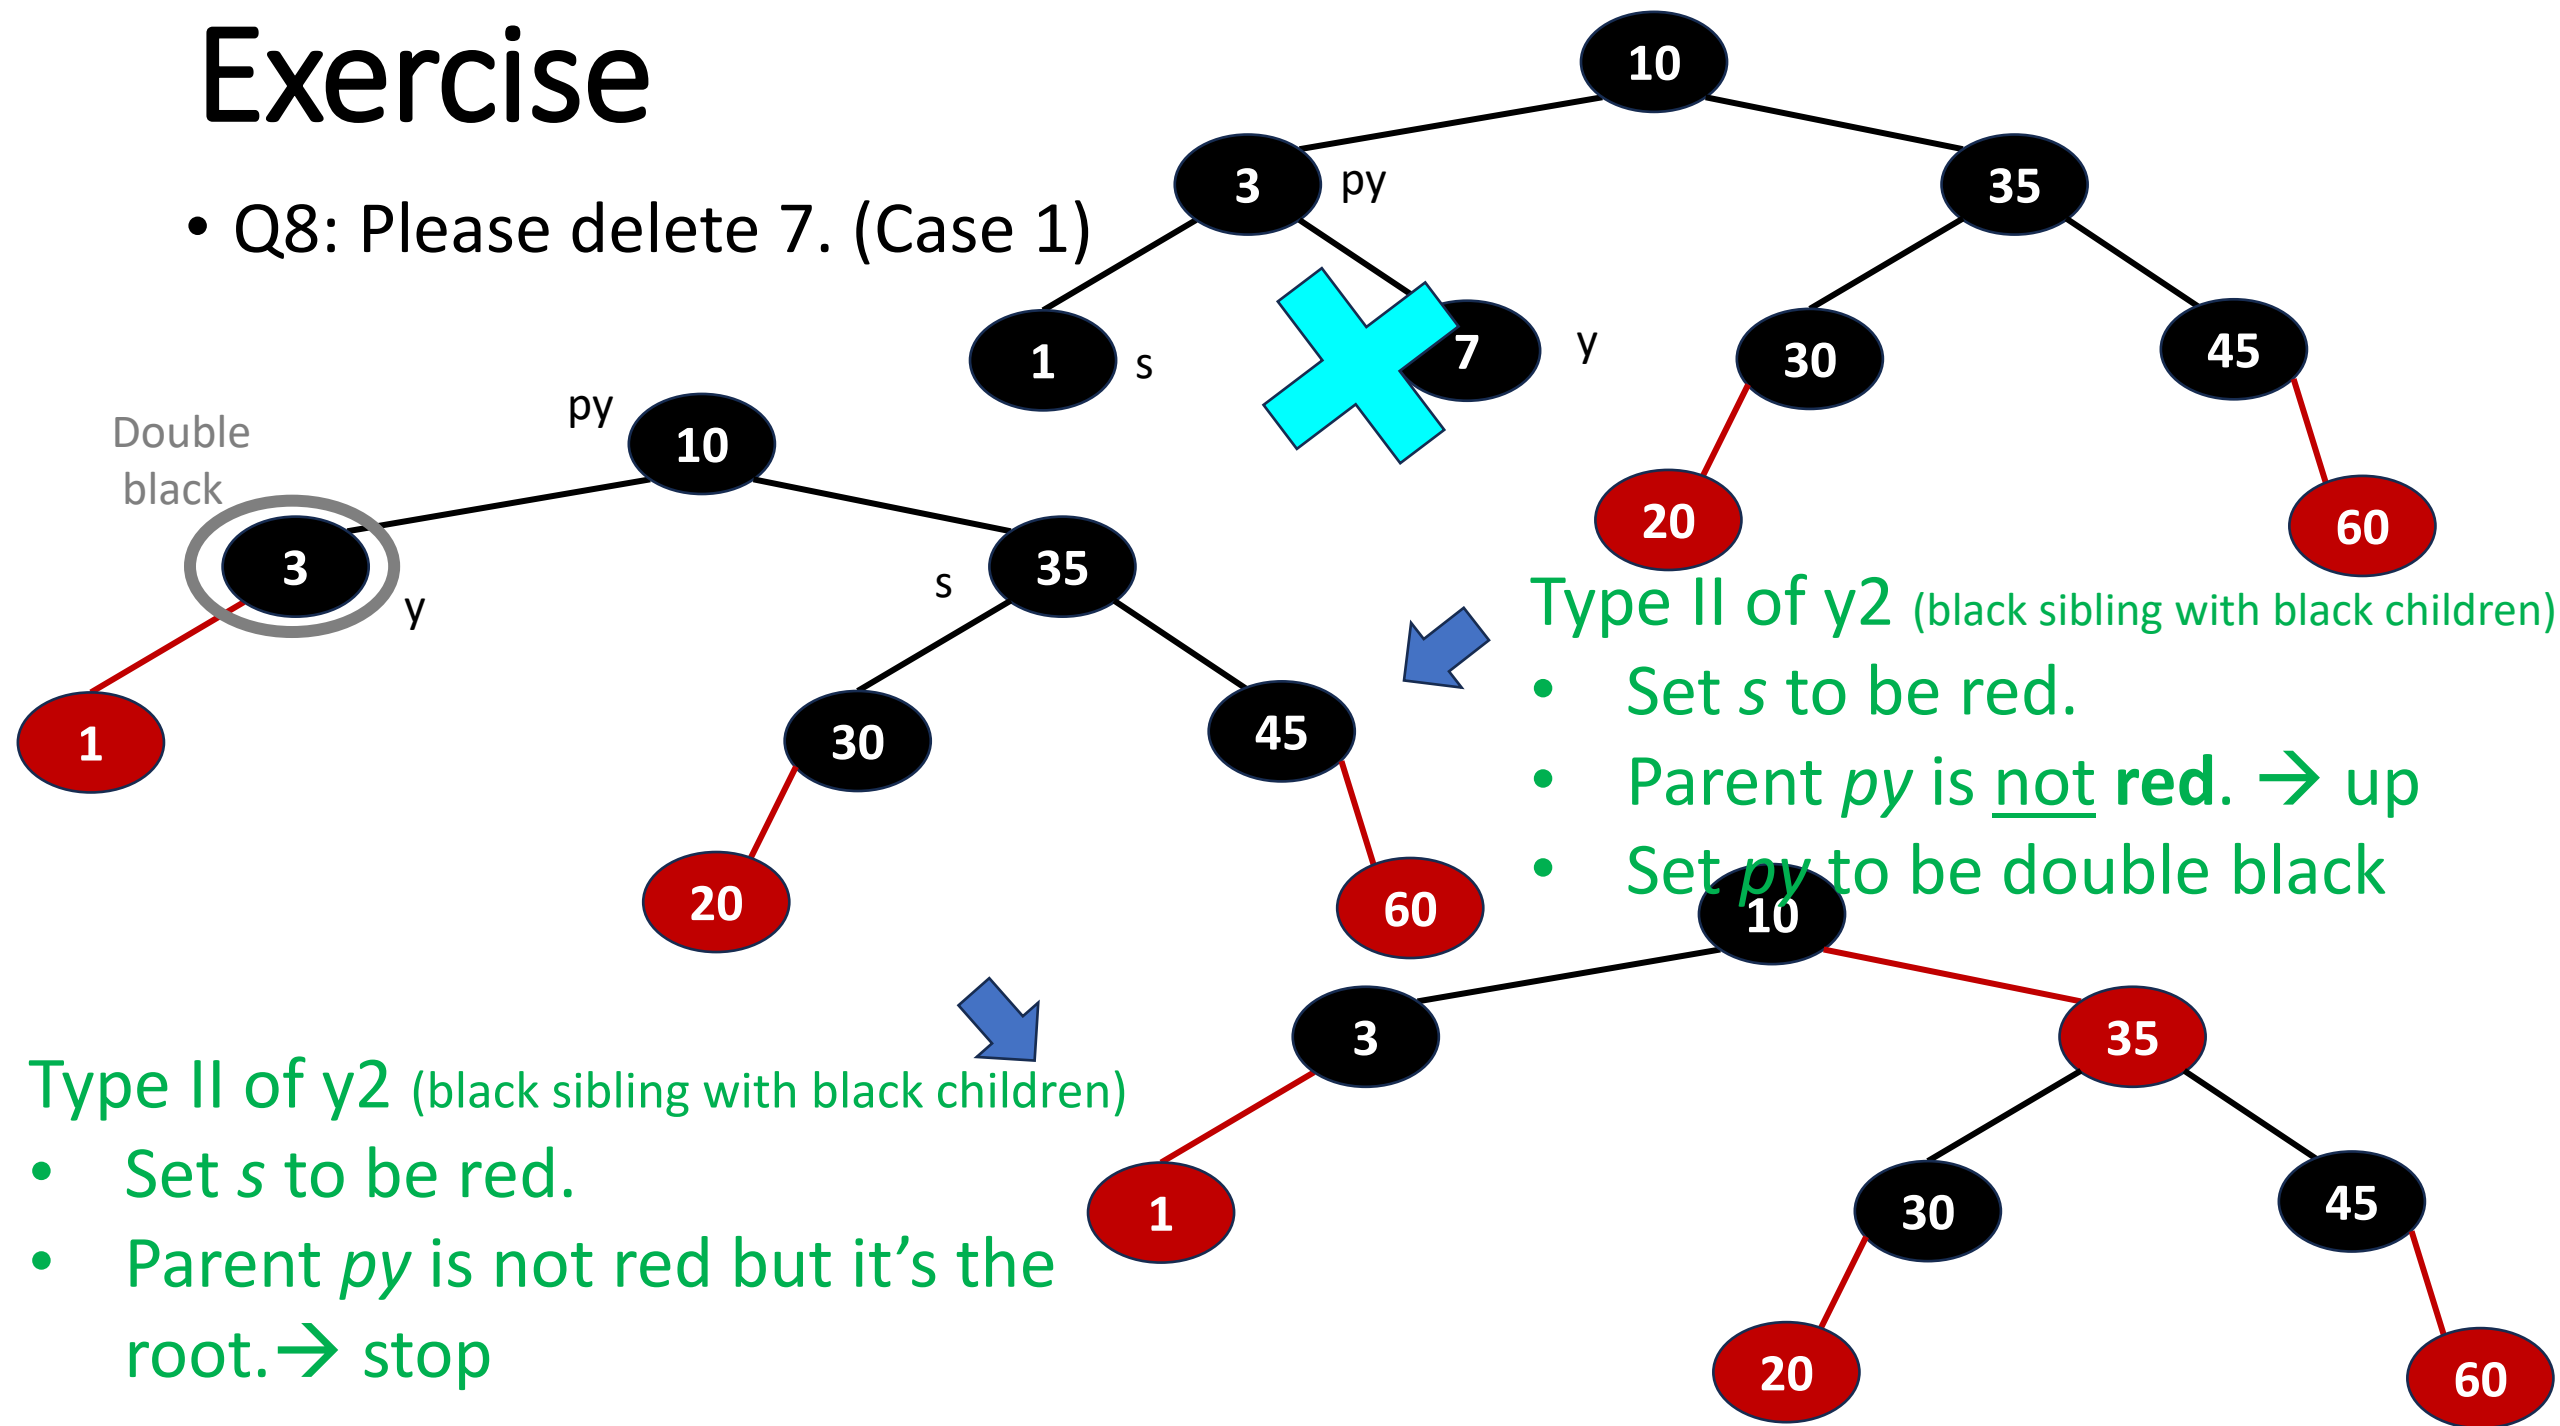 Exercise
• Q8: Please delete 7. (Case 1)
10
3
py
35
1
s
7
y
30
45
20
60
Type II of y2 (black sibling with black children)
• Set s to be red.
• Parent py is not red. → up
• Set py to be double black
Double
black
py
10
3
y
s
35
1
30
45
20
60
Type II of y2 (black sibling with black children)
• Set s to be red.
• Parent py is not red but it’s the
root.→ stop
10
3
35
1
30
45
20
60